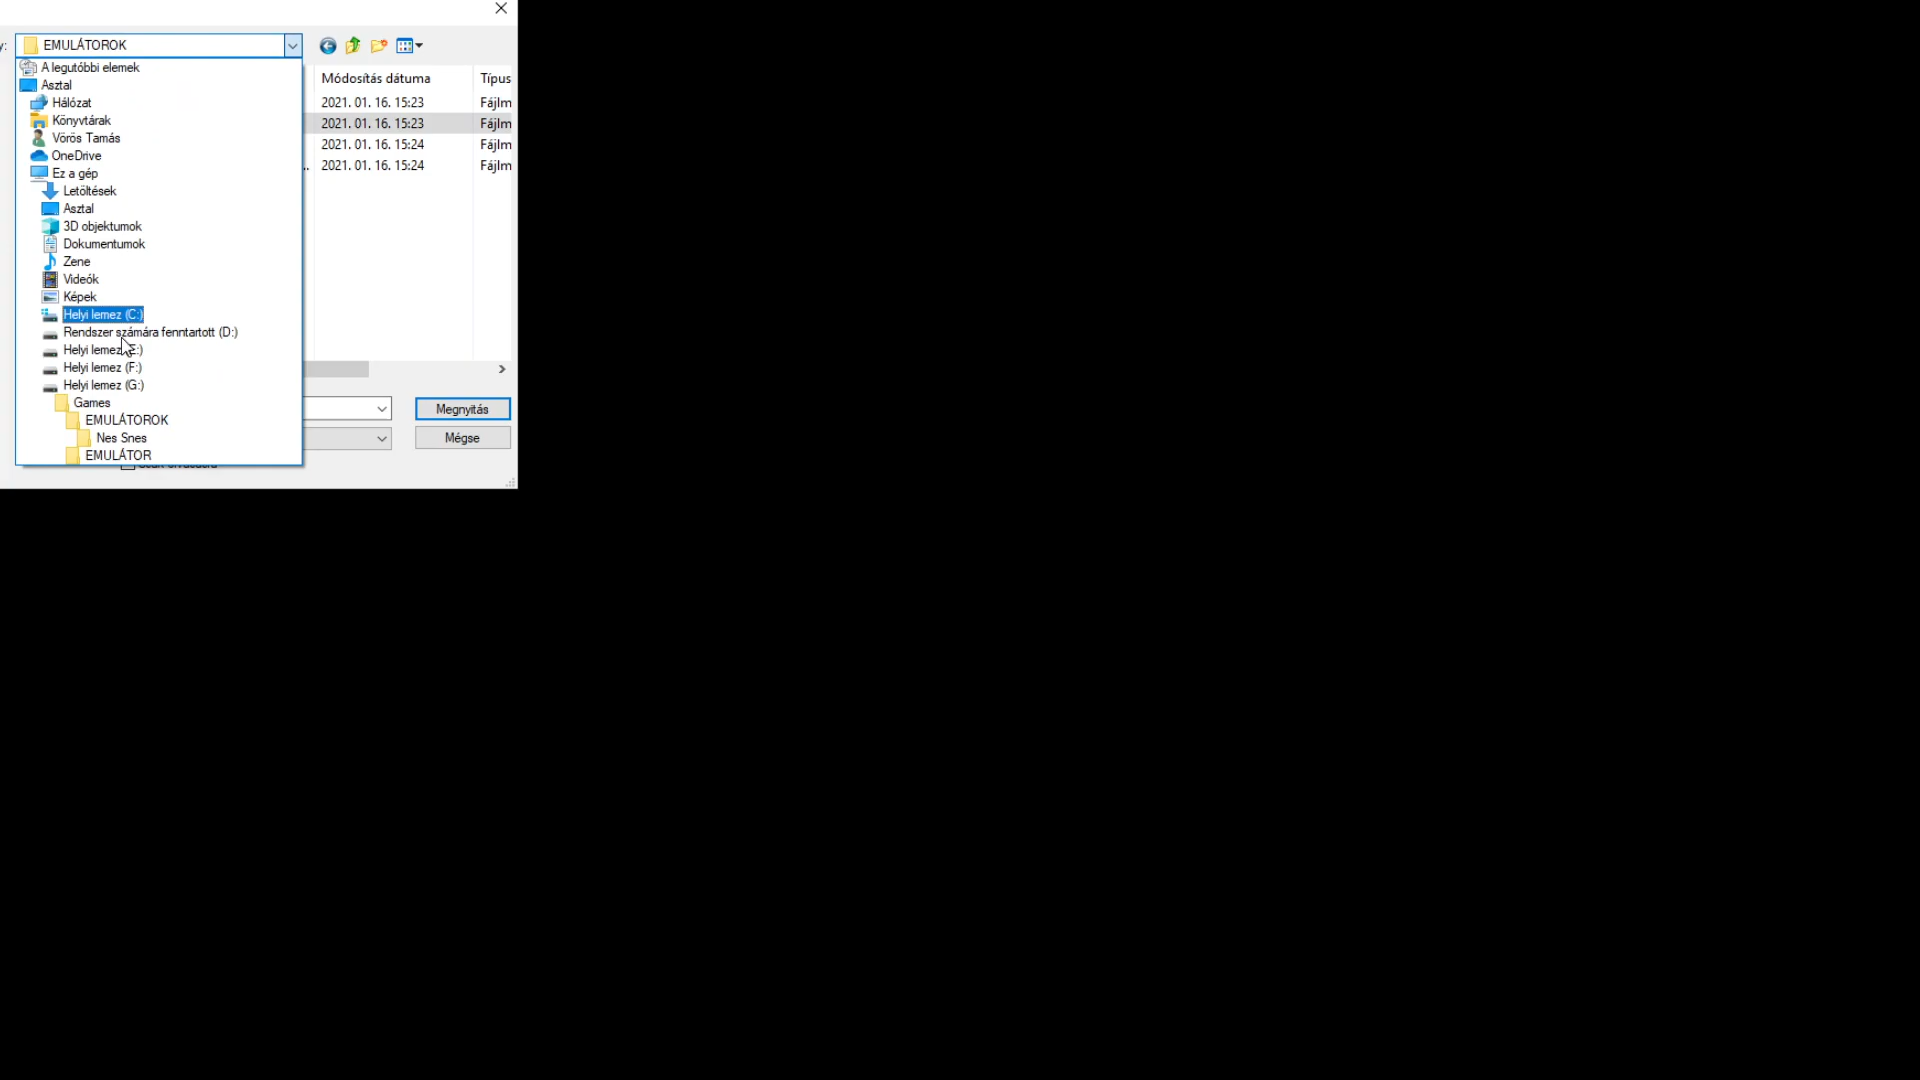 y:
EMULÁTOROK
A legutóbbi elemek
Asztal
Hálózat
Könyvtárak
Vörös Tamás
OneDrive
Ez a gép
Letöltések
Asztal
3D objektumok
Dokumentumok
Zene
Videók
Képek
Helyi lemez (C:)
Rendszer számára fenntartott (D:)
Helyi lemez (E:)
Helyi lemez (F:)
Helyi lemez (G:)
Games
EMULÁTOROK
Nes Snes
EMULÁTOR
Módosítás dátuma Típus
2021. 01. 16. 15:23 Fájlm
2021. 01. 16. 15:23 Fájlm
2021. 01. 16. 15:24 Fájlm
.. 2021. 01. 16. 15:24 Fájlm
Megnyitás
Mégse